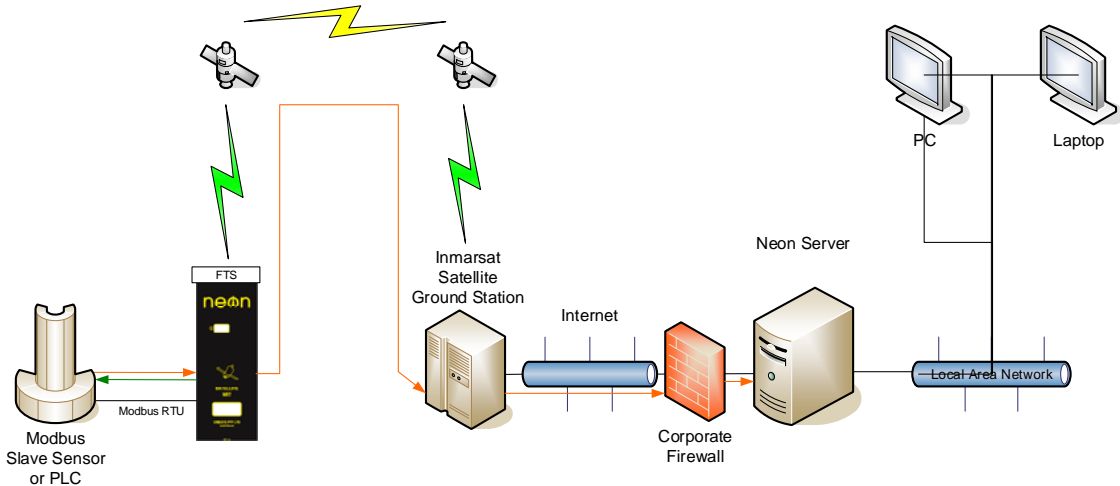 PC
Laptop
Neon Server
Inmarsat
Satellite
Ground Station
FTS
neon
Internet
Local Area Network
Modbus RTU
Modbus
Slave Sensor
or PLC
Corporate
Firewall